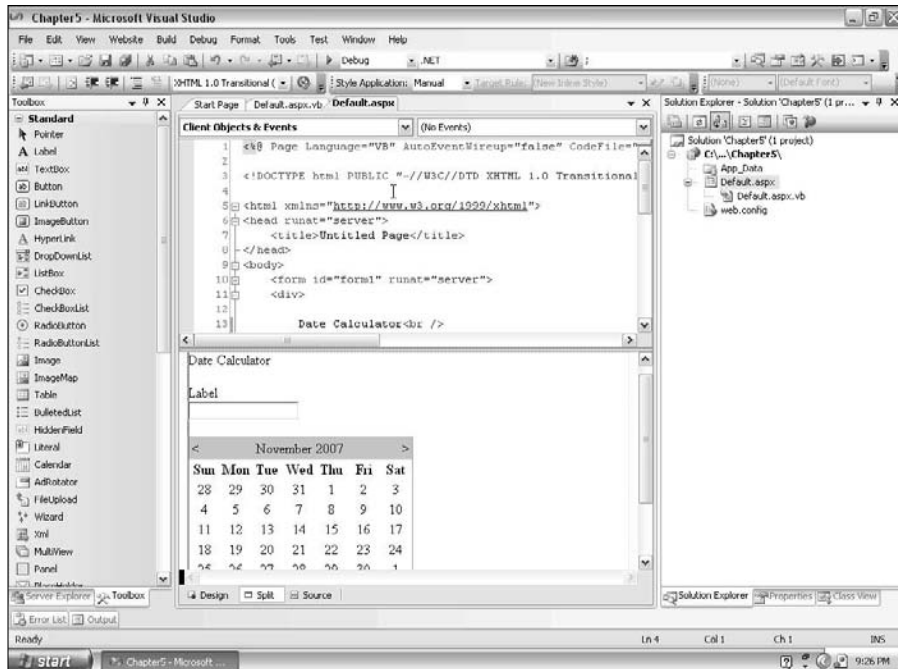 Chapter5 - Microsoft Visual Studio
File Edit View Website Build Debug Format Tools Test Window Help
Debug .NET
XHTML 1.0 Transitional ( Style Application: Manual Target Rule: (New Inline Style) (None) (Default Font)
Toolbox
Standard
Pointer
Label
TextBox
Button
LinkButton
ImageButton
HyperLink
DropDownList
ListBox
CheckBox
CheckBoxList
RadioButton
RadioButtonList
Image
ImageMap
Table
BulletedList
HiddenField
Literal
Calendar
AdRotator
FileUpload
Wizard
Xml
MultiView
Panel
Server Explorer Toolbox
Start Page Default.aspx.vb Default.aspx
Client Objects & Events (No Events)
1 <%@ Page Language="VB" AutoEventWireup="false" CodeFile="
2
3 <!DOCTYPE html PUBLIC "-//W3C//DTD XHTML 1.0 Transitional
4
5 <html xmlns="http://www.w3.org/1999/xhtml">
6 <head runat="server">
7 <title>Untitled Page</title>
8 </head>
9 <body>
10 <form id="form1" runat="server">
11 <div>
12
13 Date Calculator<br />
Date Calculator
Label
< November 2007 >
Sun Mon Tue Wed Thu Fri Sat
28 29 30 31 1 2 3
4 5 6 7 8 9 10
11 12 13 14 15 16 17
18 19 20 21 22 23 24
25 26 27 28 29 30 1
Design Split Source
Solution Explorer - Solution 'Chapter5' (1 pr...
Solution 'Chapter5' (1 project)
C:\...\Chapter5\
App_Data
Default.aspx
Default.aspx.vb
web.config
Solution Explorer Properties Class View
Error List Output
Ready Ln 4 Col 1 Ch 1 INS
start Chapter5 - Microsoft ... 9:26 PM